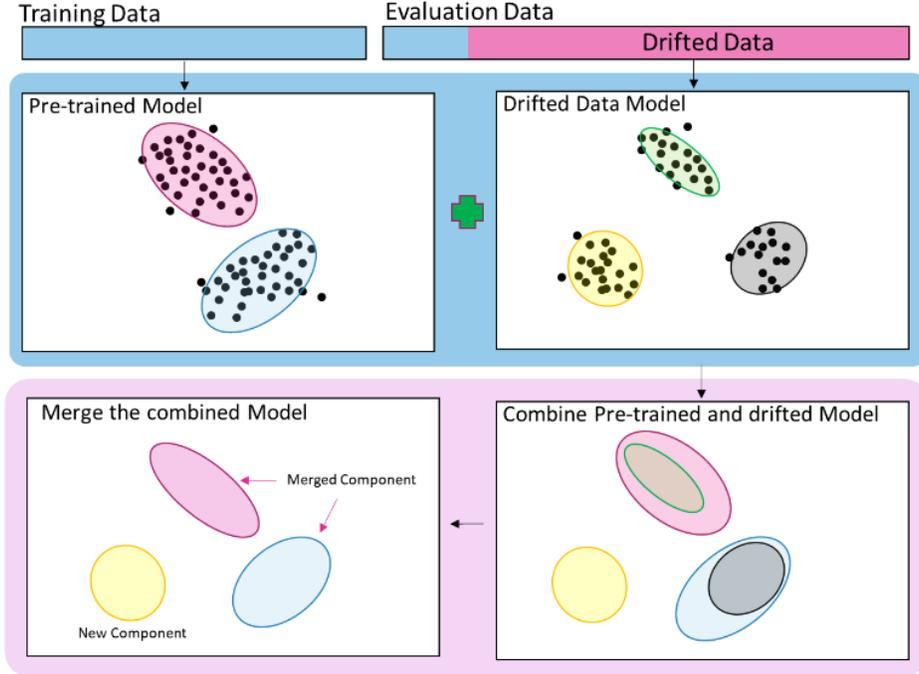 Training Data
Evaluation Data
Drifted Data
Pre-trained Model
Drifted Data Model
Merge the combined Model
Merged Component
New Component
Combine Pre-trained and drifted Model